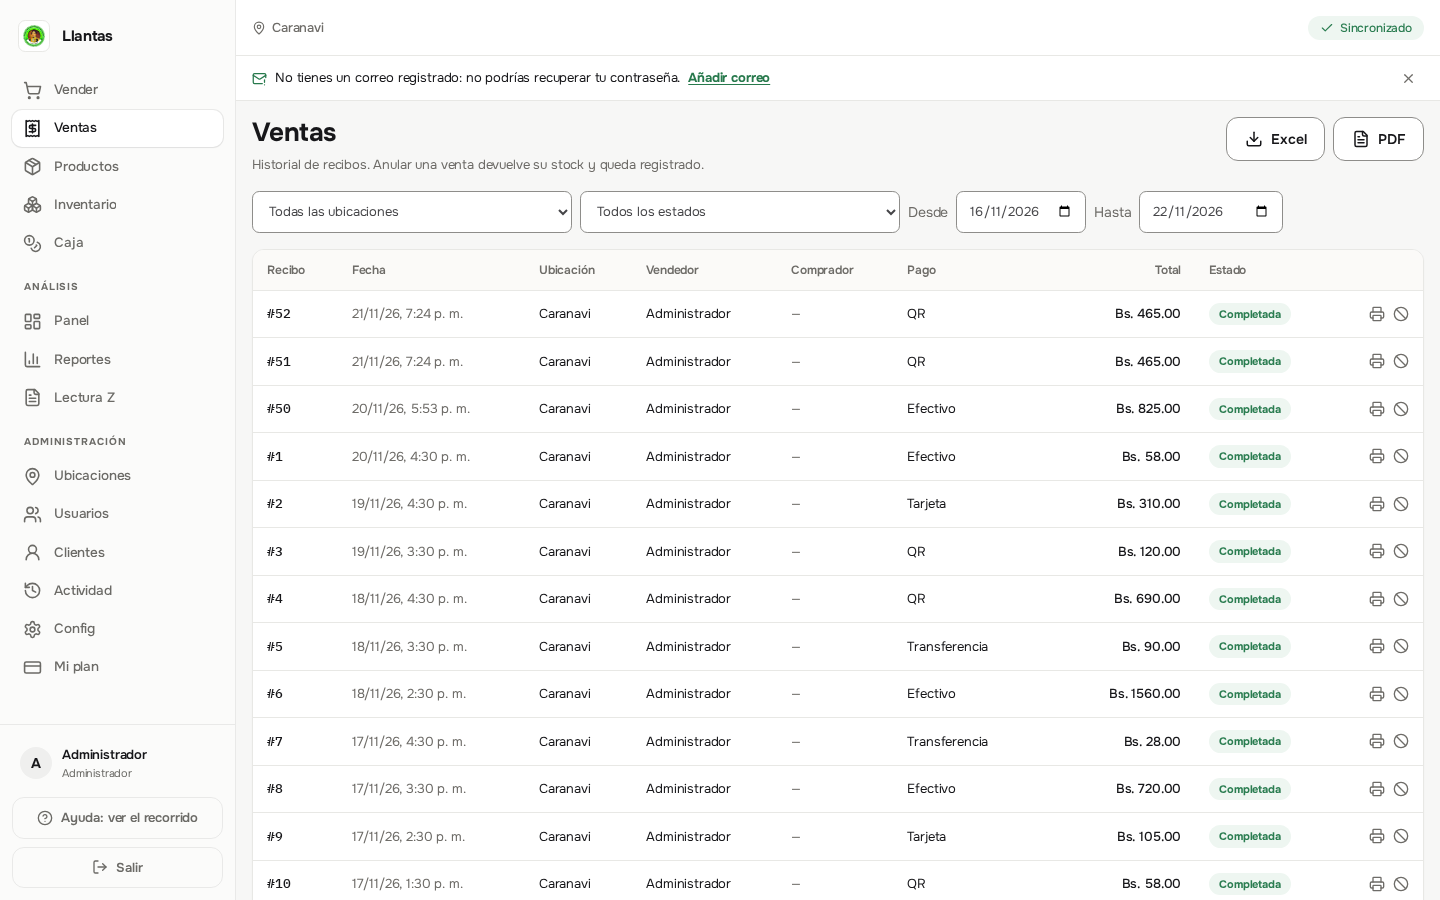 Llantas
Vender
Ventas
Productos
Inventario
Caja
ANÁLISIS
Panel
Reportes
Lectura Z
ADMINISTRACIÓN
Ubicaciones
Usuarios
Clientes
Actividad
Config
Mi plan
A
Administrador
Administrador
Ayuda: ver el recorrido
Salir
Caranavi
Sincronizado
No tienes un correo registrado: no podrías recuperar tu contraseña. Añadir correo
Ventas
Historial de recibos. Anular una venta devuelve su stock y queda registrado.
Excel
PDF
Todas las ubicaciones
Todos los estados
Desde 16/11/2026 Hasta 22/11/2026
Recibo Fecha Ubicación Vendedor Comprador Pago Total Estado
#52 21/11/26, 7:24 p. m. Caranavi Administrador — QR Bs. 465.00 Completada
#51 21/11/26, 7:24 p. m. Caranavi Administrador — QR Bs. 465.00 Completada
#50 20/11/26, 5:53 p. m. Caranavi Administrador — Efectivo Bs. 825.00 Completada
#1 20/11/26, 4:30 p. m. Caranavi Administrador — Efectivo Bs. 58.00 Completada
#2 19/11/26, 4:30 p. m. Caranavi Administrador — Tarjeta Bs. 310.00 Completada
#3 19/11/26, 3:30 p. m. Caranavi Administrador — QR Bs. 120.00 Completada
#4 18/11/26, 4:30 p. m. Caranavi Administrador — QR Bs. 690.00 Completada
#5 18/11/26, 3:30 p. m. Caranavi Administrador — Transferencia Bs. 90.00 Completada
#6 18/11/26, 2:30 p. m. Caranavi Administrador — Efectivo Bs. 1560.00 Completada
#7 17/11/26, 4:30 p. m. Caranavi Administrador — Transferencia Bs. 28.00 Completada
#8 17/11/26, 3:30 p. m. Caranavi Administrador — Efectivo Bs. 720.00 Completada
#9 17/11/26, 2:30 p. m. Caranavi Administrador — Tarjeta Bs. 105.00 Completada
#10 17/11/26, 1:30 p. m. Caranavi Administrador — QR Bs. 58.00 Completada